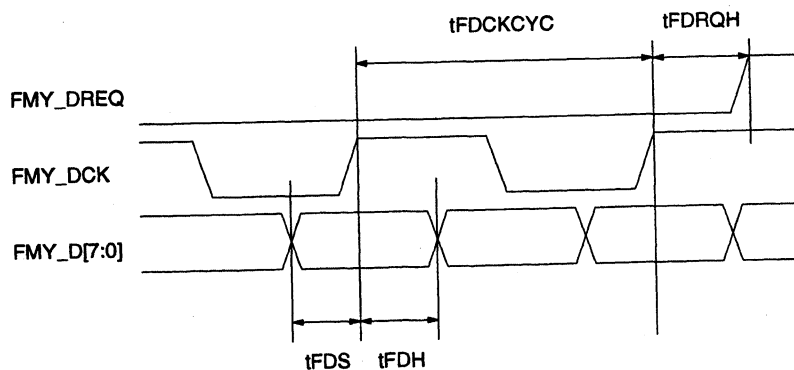 tFDCKCYC
tFDRQH
FMY_DREQ
FMY_DCK
FMY_D[7:0]
tFDS
tFDH